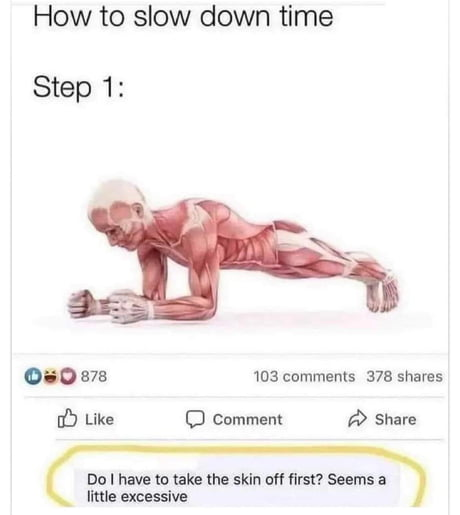 How to slow down time
Step 1:
878
103 comments 378 shares
Like
Comment
Share
Do I have to take the skin off first? Seems a
little excessive